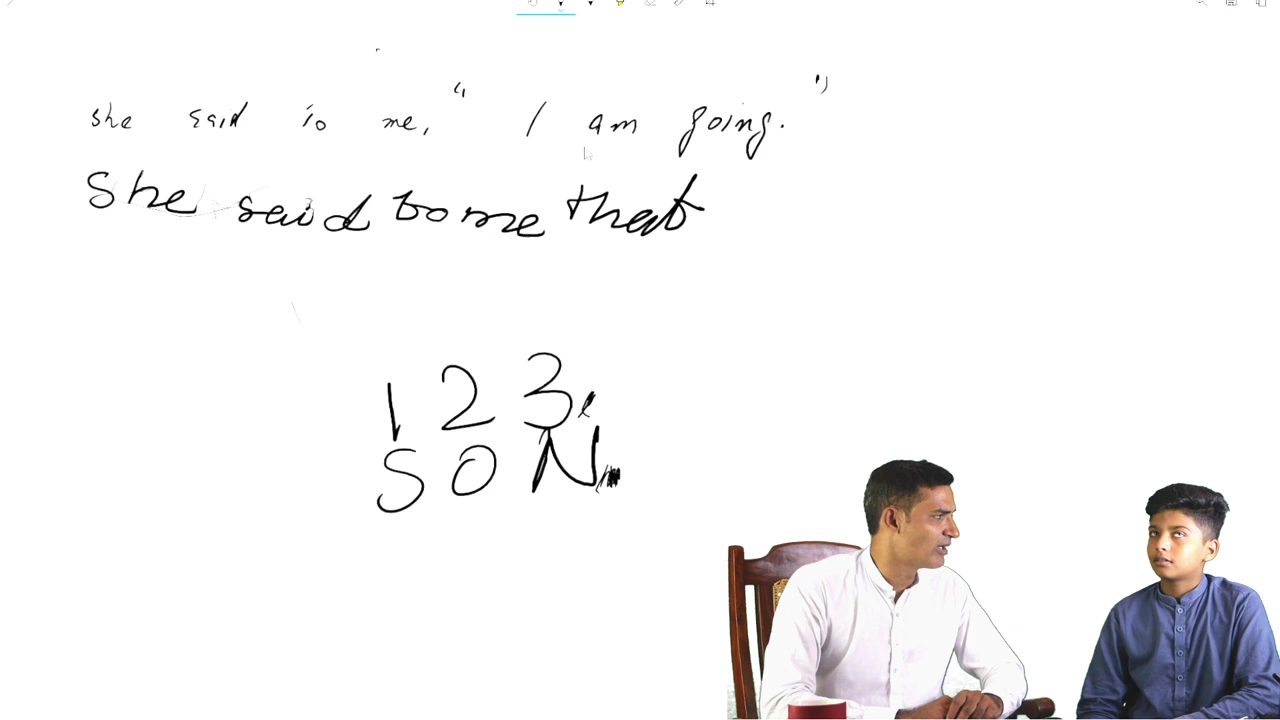 she said to me, " I am going. "
She said to me that
1 2 3.
S O N